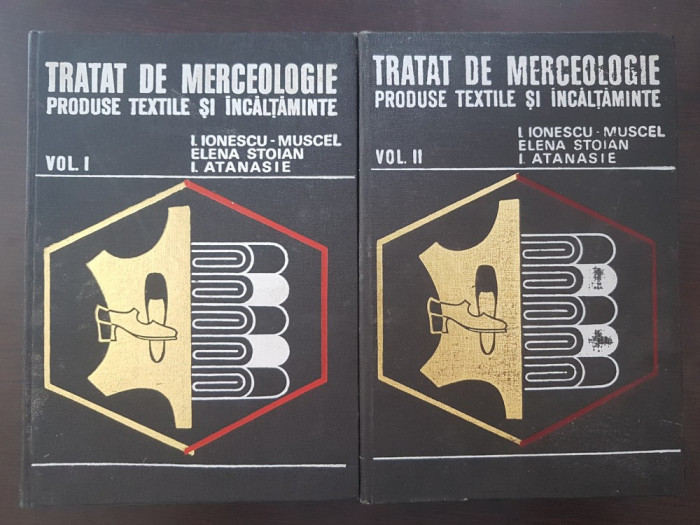 TRATAT DE MERCEOLOGIE
PRODUSE TEXTILE ȘI ÎNCĂLȚĂMINTE
I. IONESCU-MUSCEL
ELENA STOIAN
I. ATANASIE
VOL. I
TRATAT DE MERCEOLOGIE
PRODUSE TEXTILE ȘI ÎNCĂLȚĂMINTE
I. IONESCU-MUSCEL
ELENA STOIAN
I. ATANASIE
VOL. II